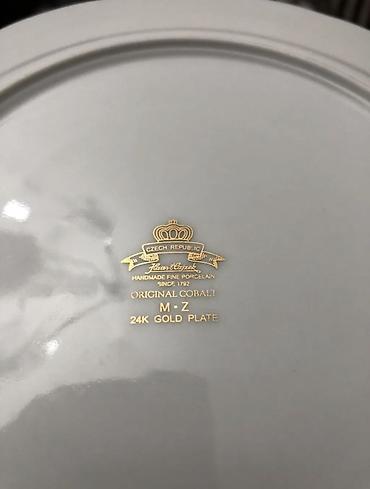 CZECH REPUBLIC
HANDMADE FINE PORCELAIN
SINCE 1792
ORIGINAL COBALT
M • Z
24K GOLD PLATE